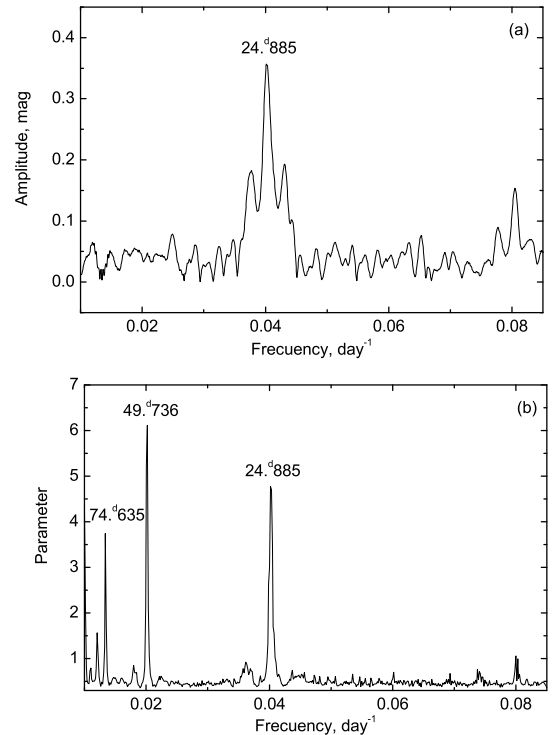 (a)
24.ᵈ885
0.4
0.3
0.2
0.1
0.0
Amplitude, mag
0.02 0.04 0.06 0.08
Frecuency, day⁻¹
(b)
7
6
5
4
3
2
1
Parameter
49.ᵈ736
24.ᵈ885
74.ᵈ635
0.02 0.04 0.06 0.08
Frecuency, day⁻¹